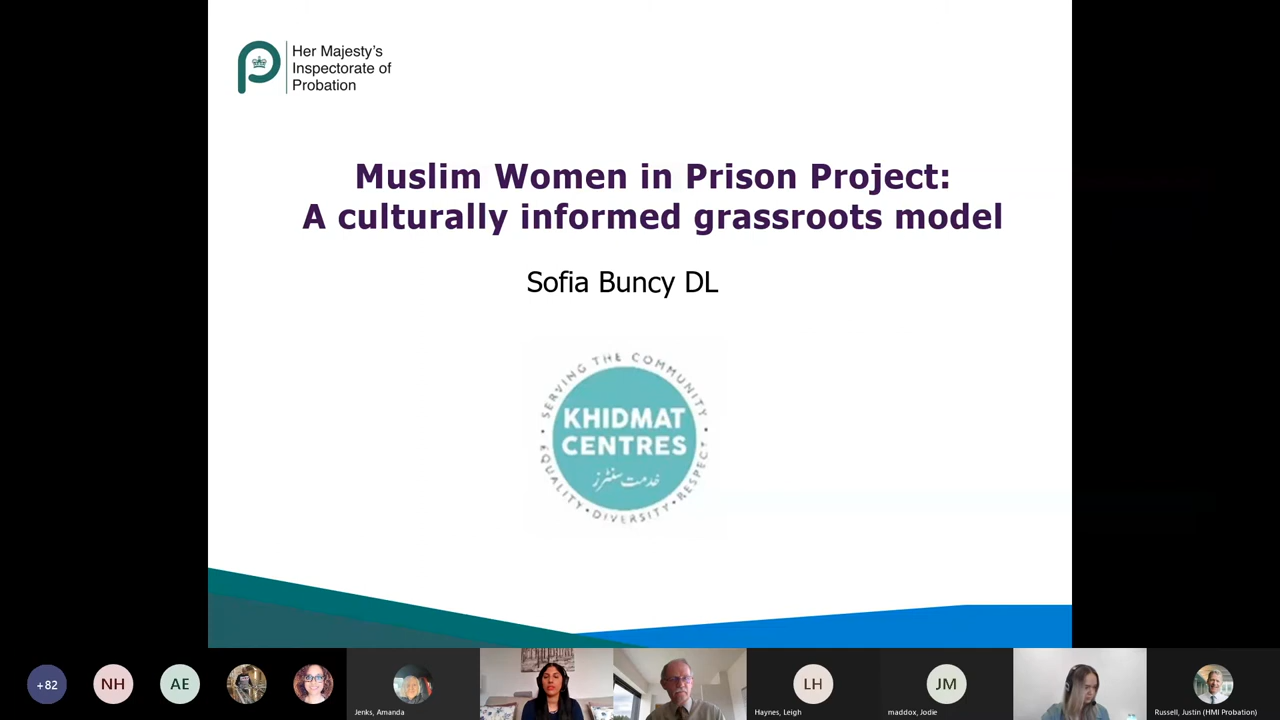 Her Majesty's
Inspectorate of
Probation
Muslim Women in Prison Project:
A culturally informed grassroots model
Sofia Buncy DL
SERVING THE COMMUNITY
KHIDMAT
CENTRES
خدمت سنٹرز
EQUALITY • DIVERSITY • RESPECT
+82
NH
AE
Jenks, Amanda
LH
Haynes, Leigh
JM
maddox, Jodie
Russell, Justin (HMI Probation)